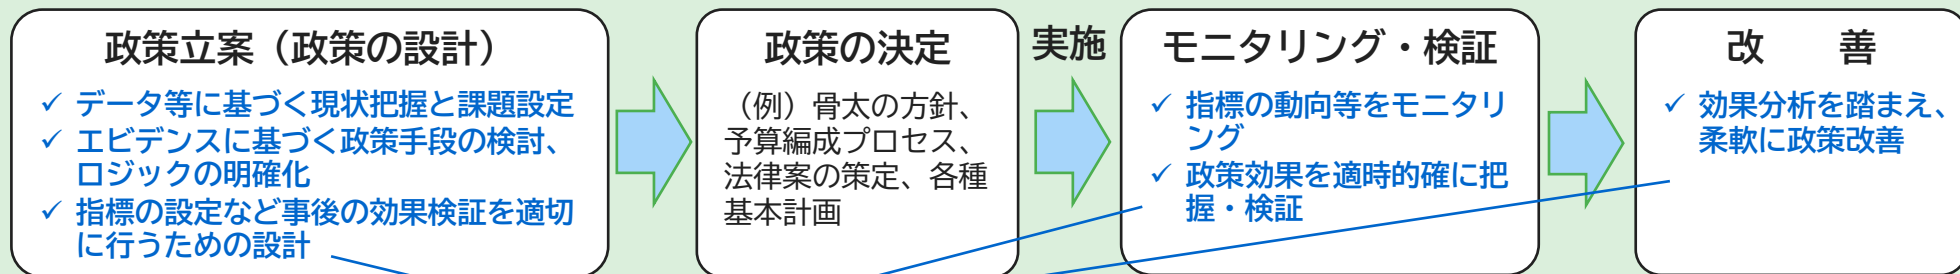 政策立案（政策の設計）
✓ データ等に基づく現状把握と課題設定
✓ エビデンスに基づく政策手段の検討、
ロジックの明確化
✓ 指標の設定など事後の効果検証を適切
に行うための設計
政策の決定
（例）骨太の方針、
予算編成プロセス、
法律案の策定、各種
基本計画
実施
モニタリング・検証
✓ 指標の動向等をモニタリ
ング
✓ 政策効果を適時的確に把
握・検証
改　　善
✓ 効果分析を踏まえ、
柔軟に政策改善